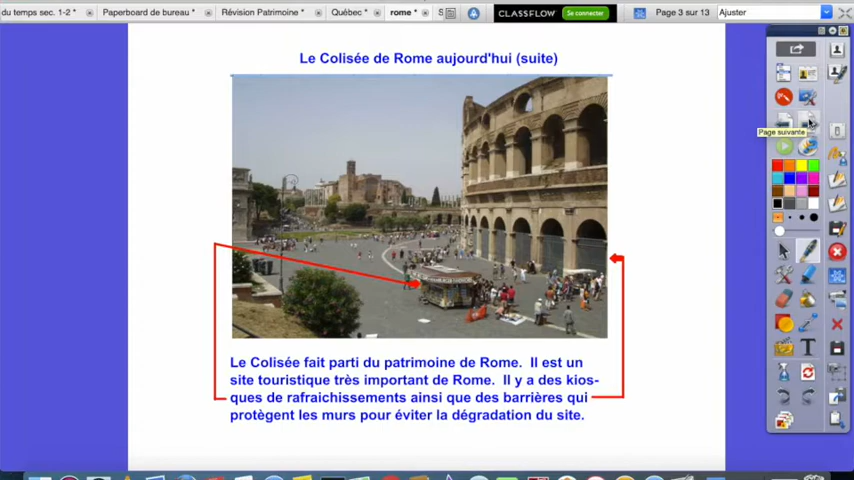 du temps sec. 1-2 *
Paperboard de bureau *
Révision Patrimoine *
Québec *
rome *
S
CLASSFLOW
Se connecter
Page 3 sur 13
Ajuster
Page suivante
Le Colisée de Rome aujourd'hui (suite)
Le Colisée fait parti du patrimoine de Rome. Il est un
site touristique très important de Rome. Il y a des kios-
ques de rafraichissements ainsi que des barrières qui
protègent les murs pour éviter la dégradation du site.